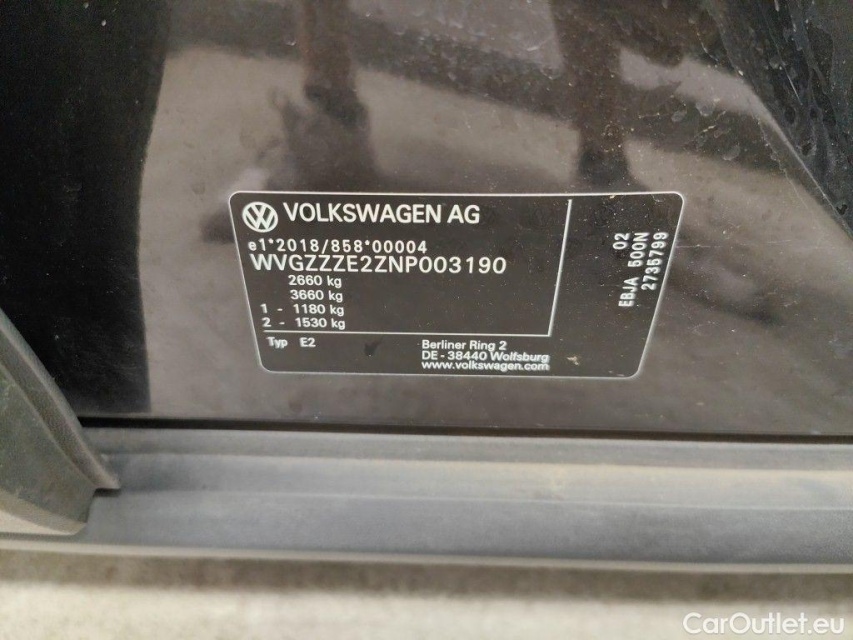 VOLKSWAGEN AG
e1*2018/858*00004
WVGZZZE2ZNP003190
2660 kg
3660 kg
1 - 1180 kg
2 - 1530 kg
Typ E2
Berliner Ring 2
DE - 38440 Wolfsburg
www.volkswagen.com
02
EBJA 500N
2735799
CarOutlet.eu